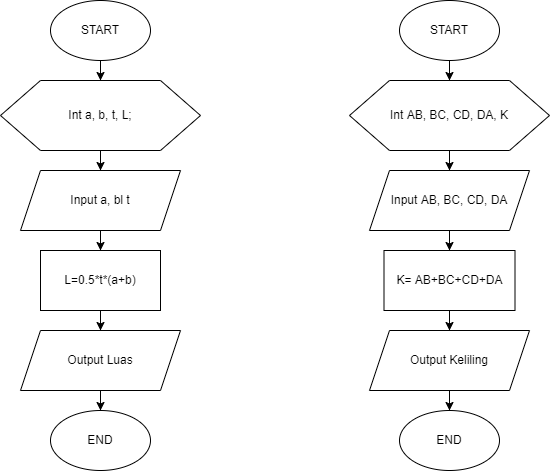 START
Int a, b, t, L;
Input a, bl t
L=0.5*t*(a+b)
Output Luas
END
START
Int AB, BC, CD, DA, K
Input AB, BC, CD, DA
K= AB+BC+CD+DA
Output Keliling
END